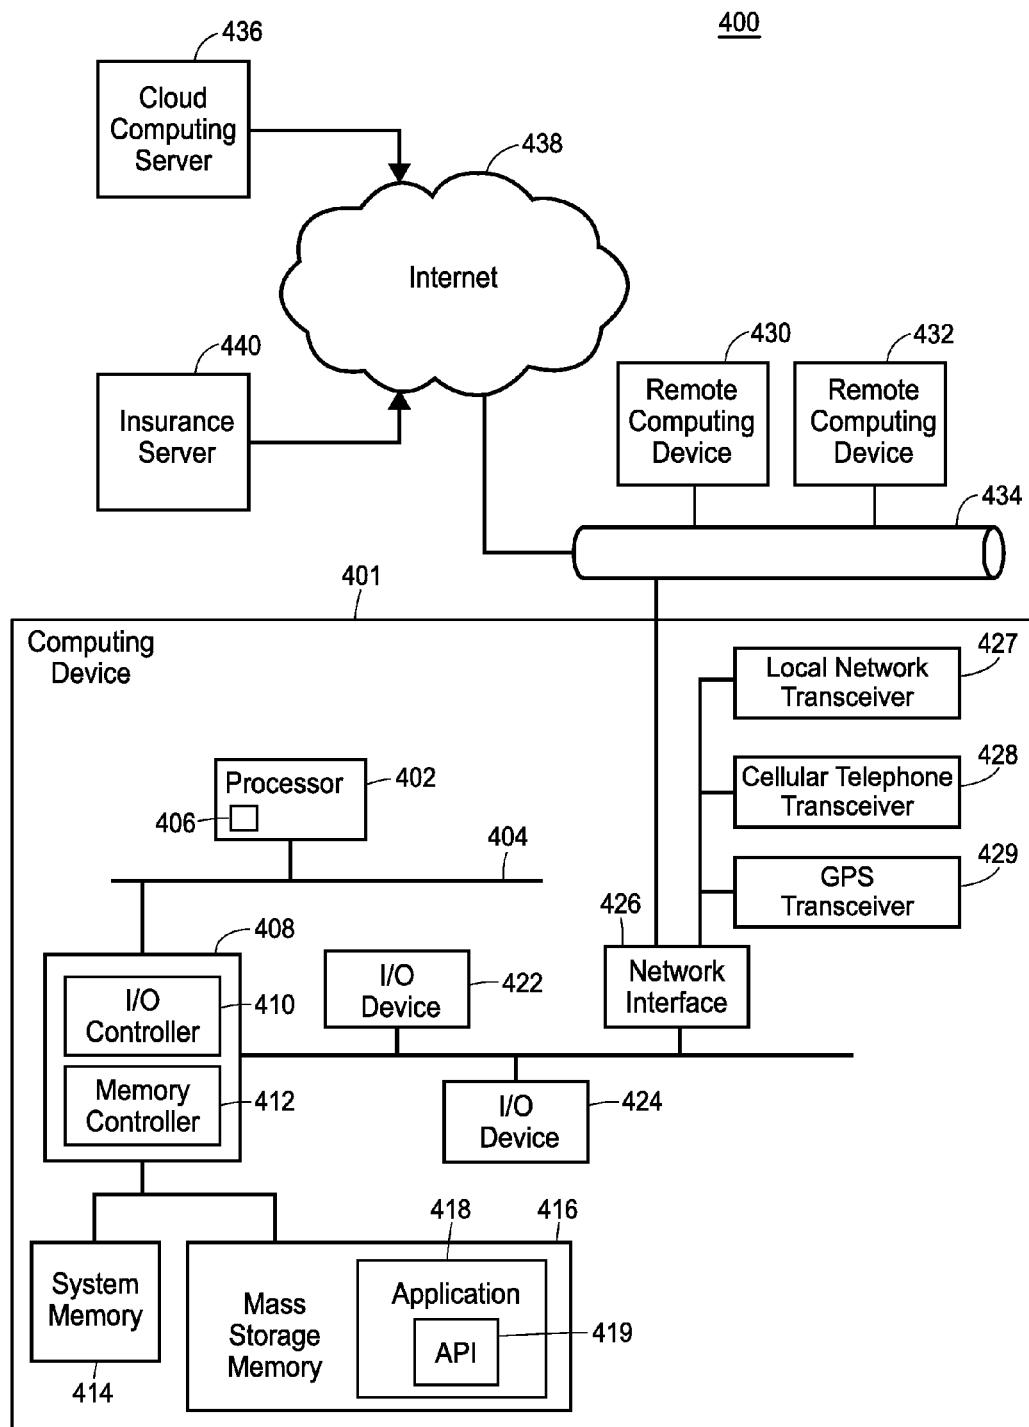 400
436
Cloud
Computing
Server
438
Internet
440
Insurance
Server
430
Remote
Computing
Device
432
Remote
Computing
Device
434
401
Computing
Device
427
Local Network
Transceiver
428
Cellular Telephone
Transceiver
429
GPS
Transceiver
Processor
402
406
404
426
Network
Interface
408
I/O
Controller
410
Memory
Controller
412
I/O
Device
422
I/O
Device
424
System
Memory
414
416
Mass
Storage
Memory
418
Application
API
419